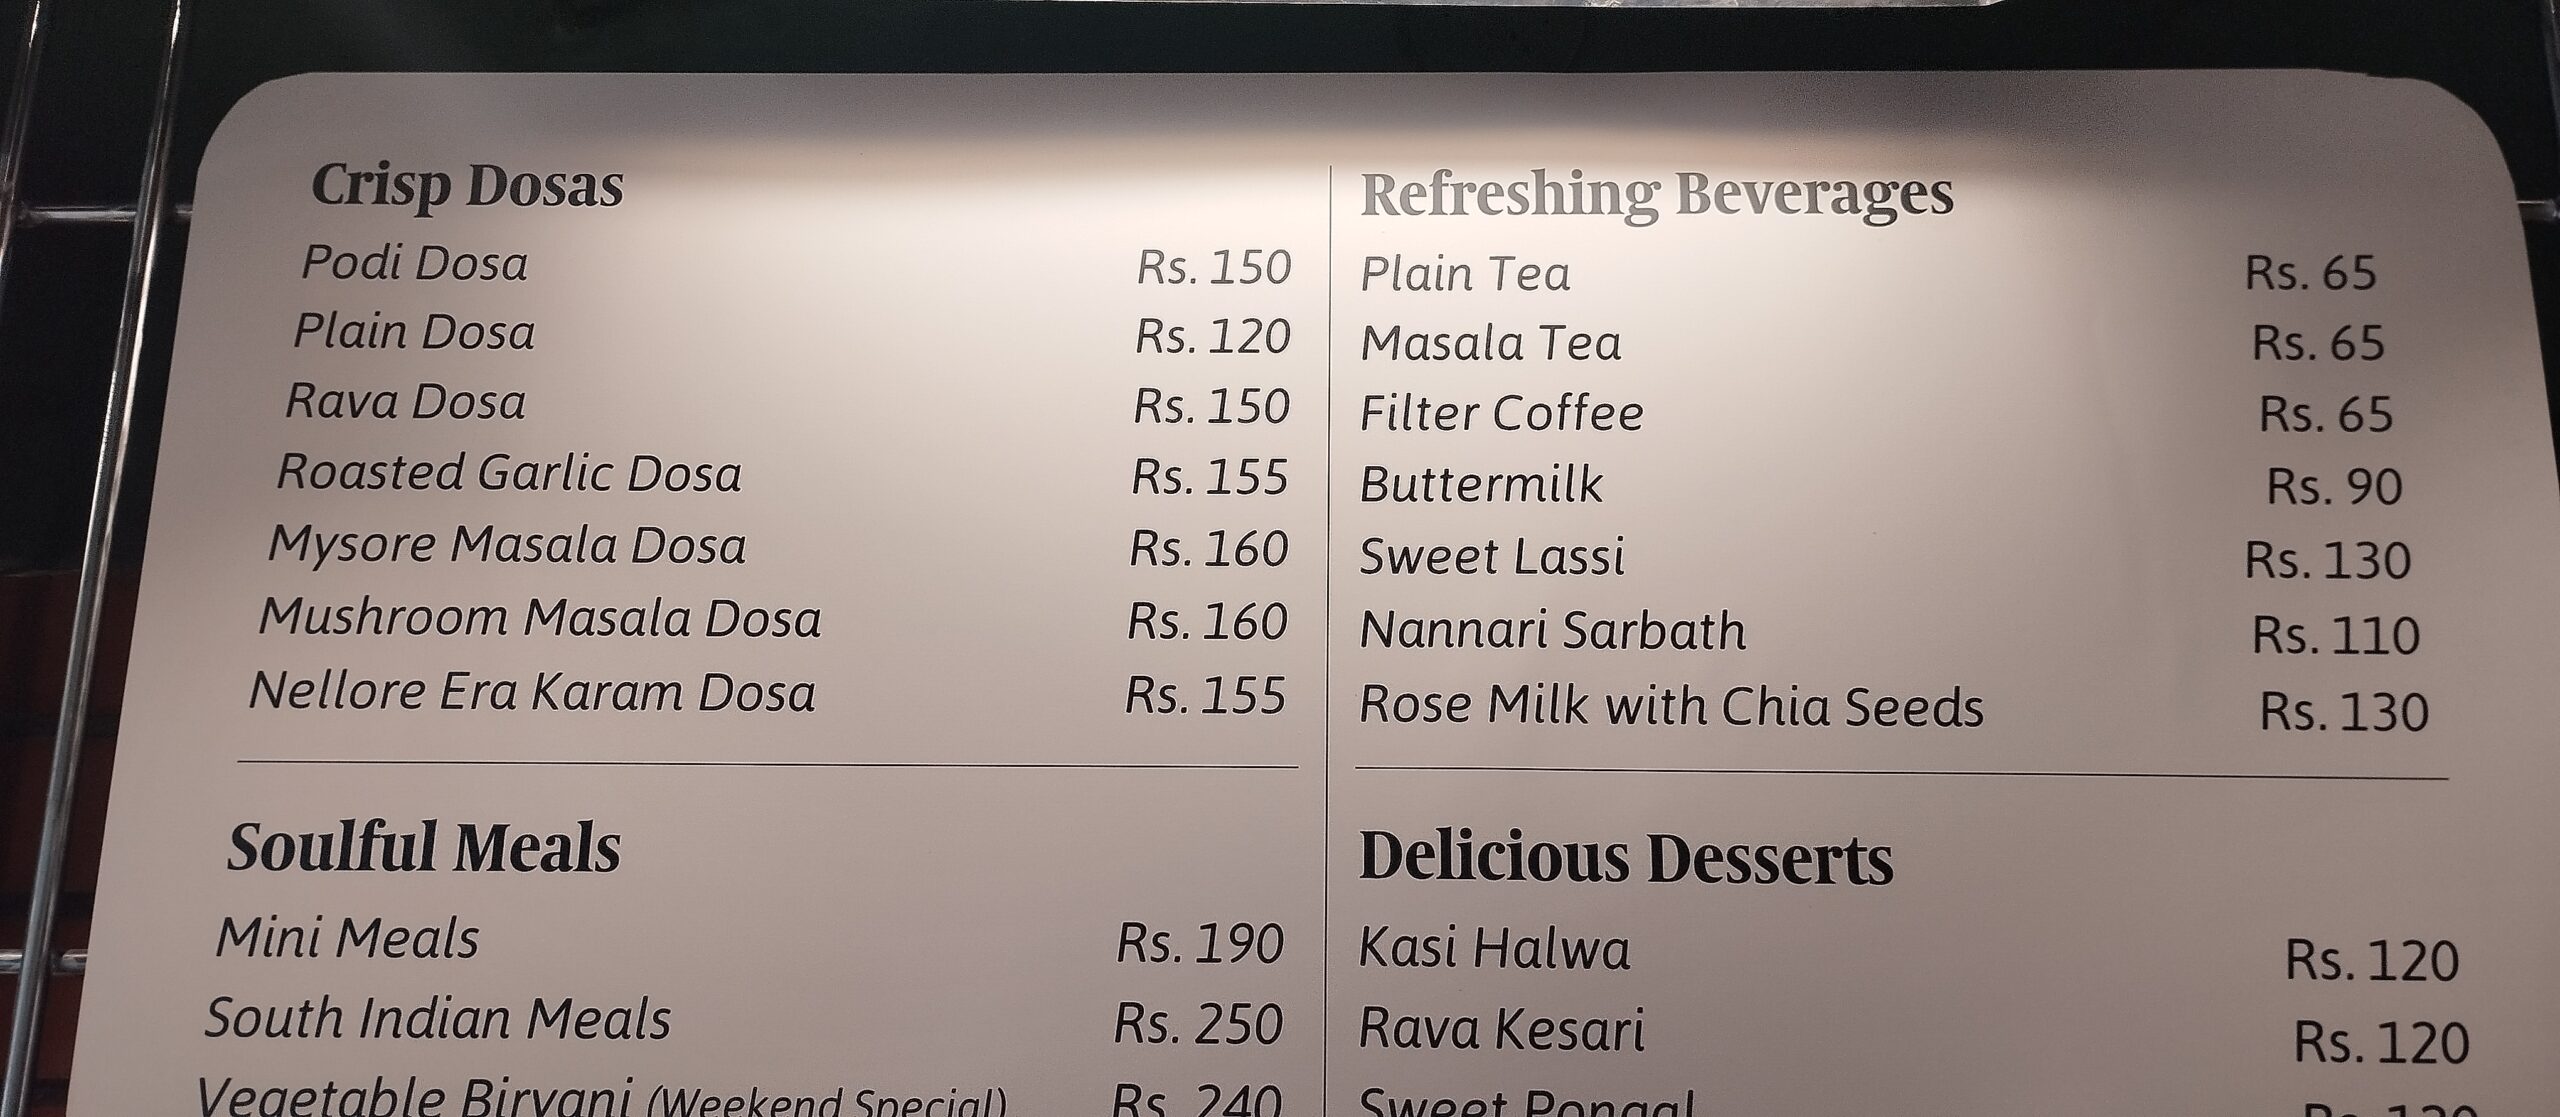 Crisp Dosas
Podi Dosa Rs. 150
Plain Dosa Rs. 120
Rava Dosa Rs. 150
Roasted Garlic Dosa Rs. 155
Mysore Masala Dosa Rs. 160
Mushroom Masala Dosa Rs. 160
Nellore Era Karam Dosa Rs. 155
Soulful Meals
Mini Meals Rs. 190
South Indian Meals Rs. 250
Vegetable Biryani (Weekend Special) Rs. 240
Refreshing Beverages
Plain Tea Rs. 65
Masala Tea Rs. 65
Filter Coffee Rs. 65
Buttermilk Rs. 90
Sweet Lassi Rs. 130
Nannari Sarbath Rs. 110
Rose Milk with Chia Seeds Rs. 130
Delicious Desserts
Kasi Halwa Rs. 120
Rava Kesari Rs. 120
Sweet Pongal Rs.